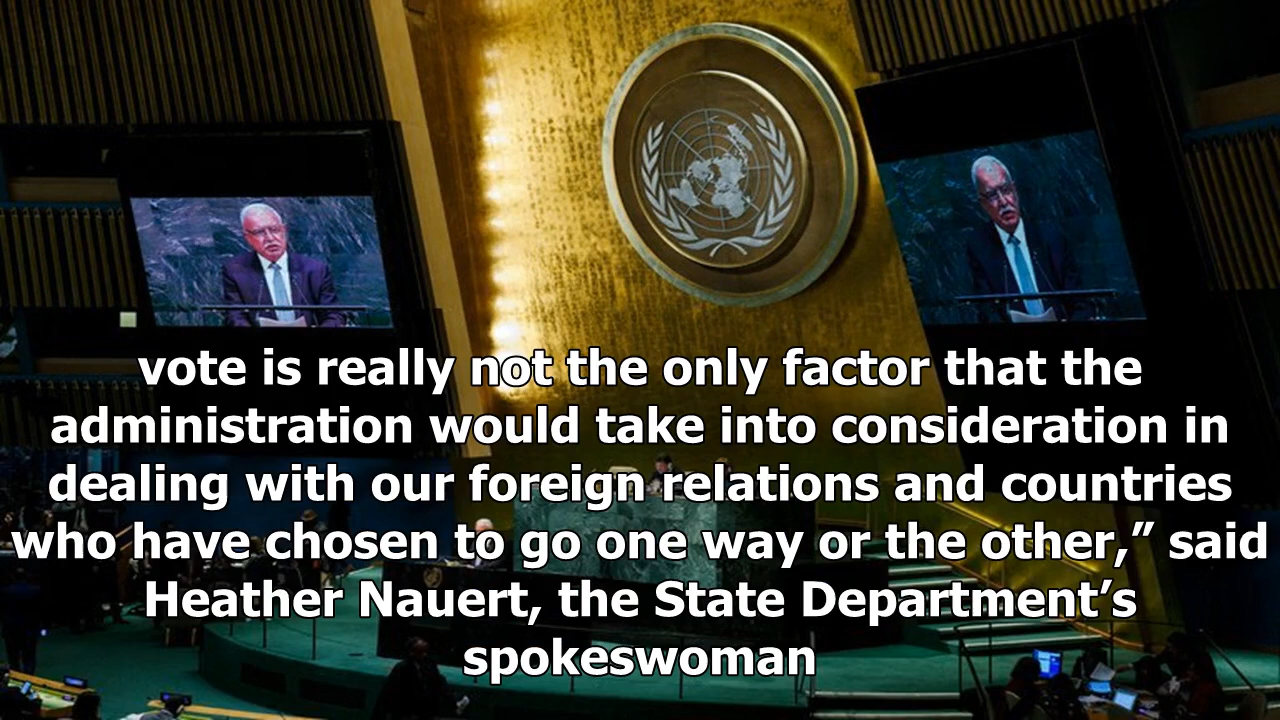 vote is really not the only factor that the
administration would take into consideration in
dealing with our foreign relations and countries
who have chosen to go one way or the other,” said
Heather Nauert, the State Department’s
spokeswoman